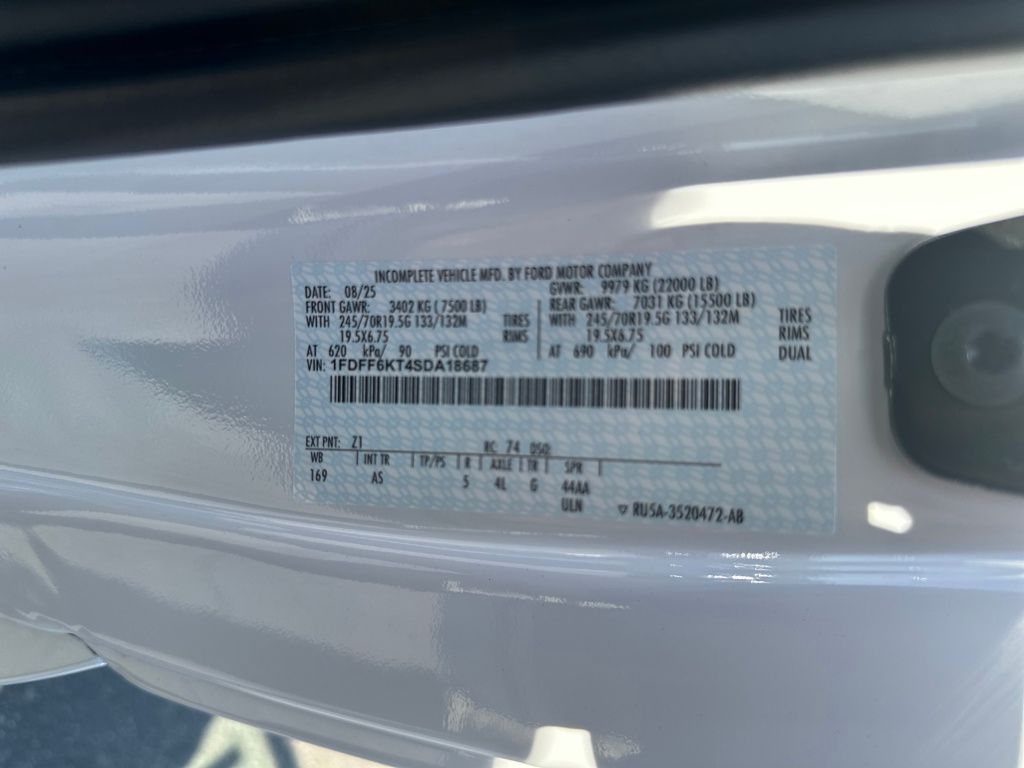 INCOMPLETE VEHICLE MFD. BY FORD MOTOR COMPANY
DATE: 08/25 GVWR: 9979 KG (22000 LB)
FRONT GAWR: 3402 KG ( 7500 LB) REAR GAWR: 7031 KG (15500 LB)
WITH 245/70R19.5G 133/132M TIRES WITH 245/70R19.5G 133/132M TIRES
19.5X6.75 RIMS 19.5X6.75 RIMS
AT 620 kPa/ 90 PSI COLD AT 690 kPa/ 100 PSI COLD DUAL
VIN: 1FDFF6KT4SDA18687
EXT PNT: Z1 RC 74 DSO:
WB INT TR TP/PS R AXLE TR SPR
169 AS 5 4L G 44AA
ULN ▽ RU5A-3520472-AB